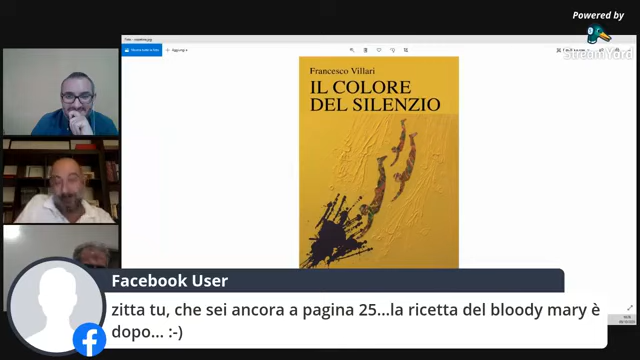 Powered by
StreamYard
Francesco Villari
IL COLORE
DEL SILENZIO
Facebook User
zitta tu, che sei ancora a pagina 25...la ricetta del bloody mary è
dopo... :-)